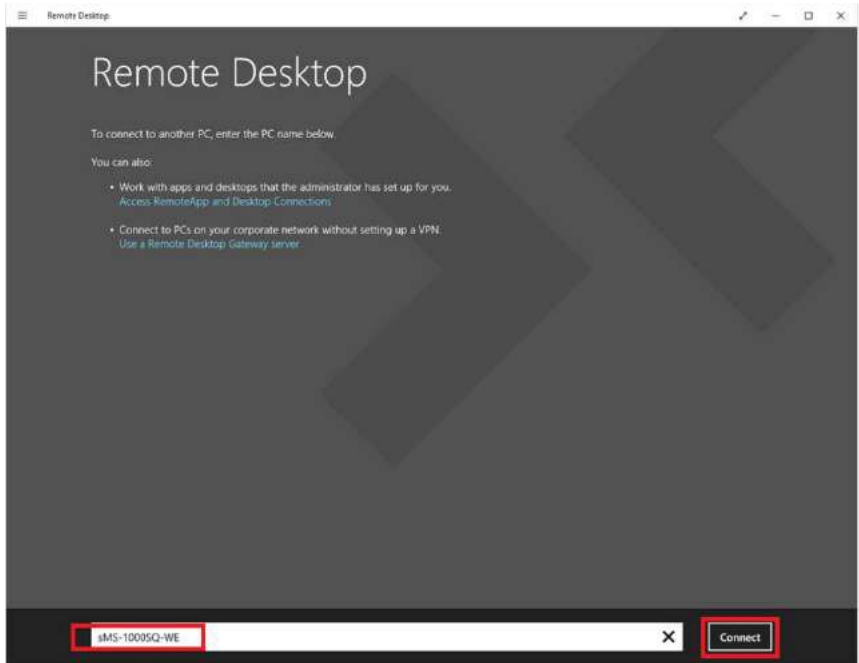 Remote Desktop
Remote Desktop
To connect to another PC, enter the PC name below.
You can also:
• Work with apps and desktops that the administrator has set up for you.
Access RemoteApp and Desktop Connections
• Connect to PCs on your corporate network without setting up a VPN.
Use a Remote Desktop Gateway server
sMS-1000SQ-WE
Connect